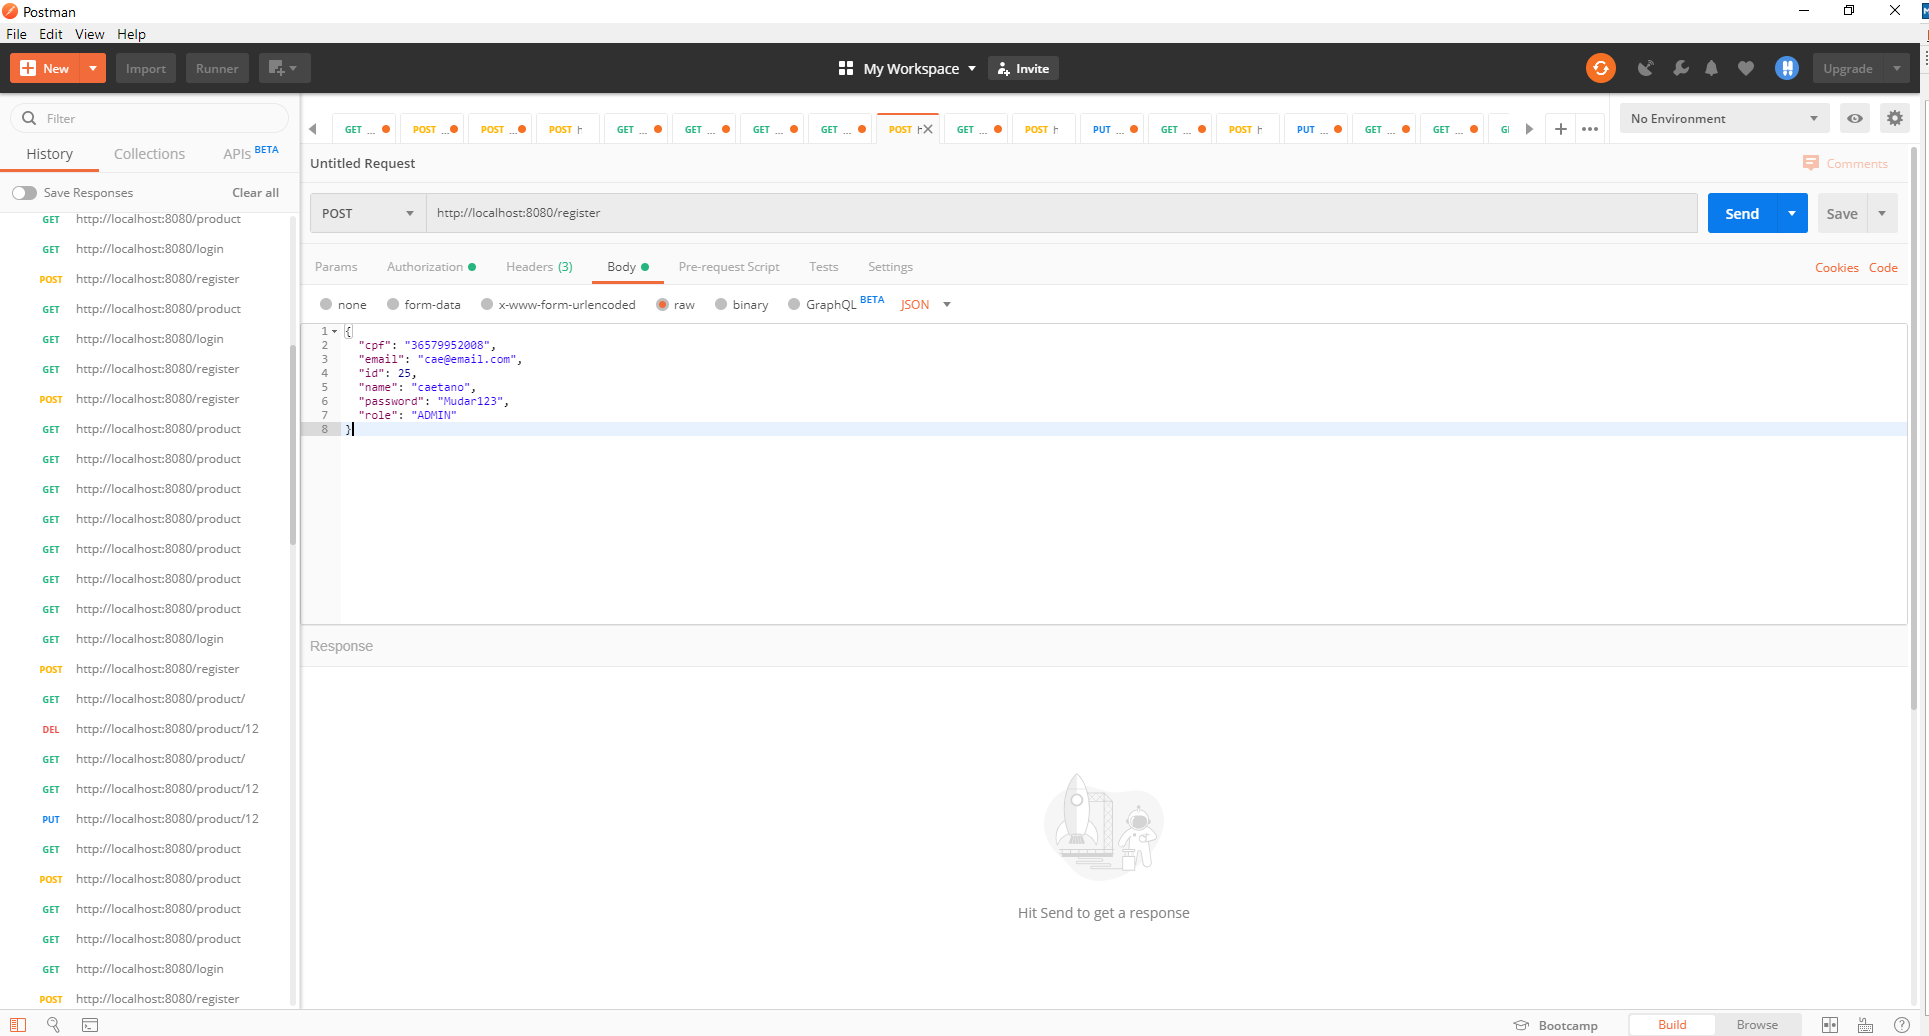 Postman
File Edit View Help
New Import Runner My Workspace Invite Upgrade
Filter
History Collections APIs BETA
Save Responses Clear all
GET http://localhost:8080/product
GET http://localhost:8080/login
POST http://localhost:8080/register
GET http://localhost:8080/product
GET http://localhost:8080/login
GET http://localhost:8080/register
POST http://localhost:8080/register
GET http://localhost:8080/product
GET http://localhost:8080/product
GET http://localhost:8080/product
GET http://localhost:8080/product
GET http://localhost:8080/product
GET http://localhost:8080/product
GET http://localhost:8080/product
GET http://localhost:8080/login
POST http://localhost:8080/register
GET http://localhost:8080/product/
DEL http://localhost:8080/product/12
GET http://localhost:8080/product/
GET http://localhost:8080/product/12
PUT http://localhost:8080/product/12
GET http://localhost:8080/product
POST http://localhost:8080/product
GET http://localhost:8080/product
GET http://localhost:8080/product
GET http://localhost:8080/login
POST http://localhost:8080/register
GET ... POST ... POST ... POST h GET ... GET ... GET ... GET ... POST h GET ... POST h PUT ... GET ... POST h PUT ... GET ... GET ... No Environment
Untitled Request Comments
POST http://localhost:8080/register Send Save
Params Authorization Headers (3) Body Pre-request Script Tests Settings Cookies Code
none form-data x-www-form-urlencoded raw binary GraphQL BETA JSON
1 {
2 "cpf": "36579952008",
3 "email": "cae@email.com",
4 "id": 25,
5 "name": "caetano",
6 "password": "Mudar123",
7 "role": "ADMIN"
8 }
Response
Hit Send to get a response
Bootcamp Build Browse